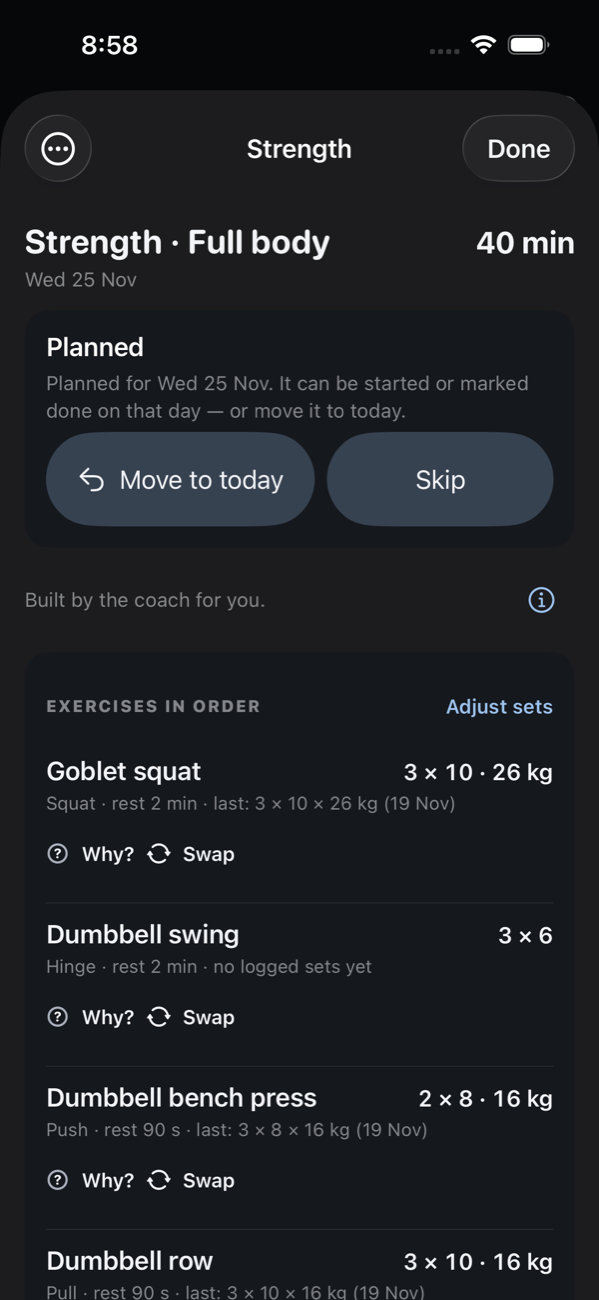 8:58
Strength
Done
Strength · Full body
40 min
Wed 25 Nov
Planned
Planned for Wed 25 Nov. It can be started or marked
done on that day — or move it to today.
Move to today
Skip
Built by the coach for you.
EXERCISES IN ORDER
Adjust sets
Goblet squat
3 × 10 · 26 kg
Squat · rest 2 min · last: 3 × 10 × 26 kg (19 Nov)
Why?
Swap
Dumbbell swing
3 × 6
Hinge · rest 2 min · no logged sets yet
Why?
Swap
Dumbbell bench press
2 × 8 · 16 kg
Push · rest 90 s · last: 3 × 8 × 16 kg (19 Nov)
Why?
Swap
Dumbbell row
3 × 10 · 16 kg
Pull · rest 90 s · last: 3 × 10 × 16 kg (19 Nov)